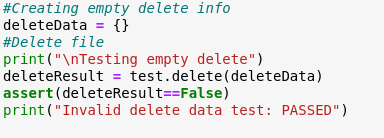 #Creating empty delete info
deleteData = {}
#Delete file
print("\nTesting empty delete")
deleteResult = test.delete(deleteData)
assert(deleteResult==False)
print("Invalid delete data test: PASSED")